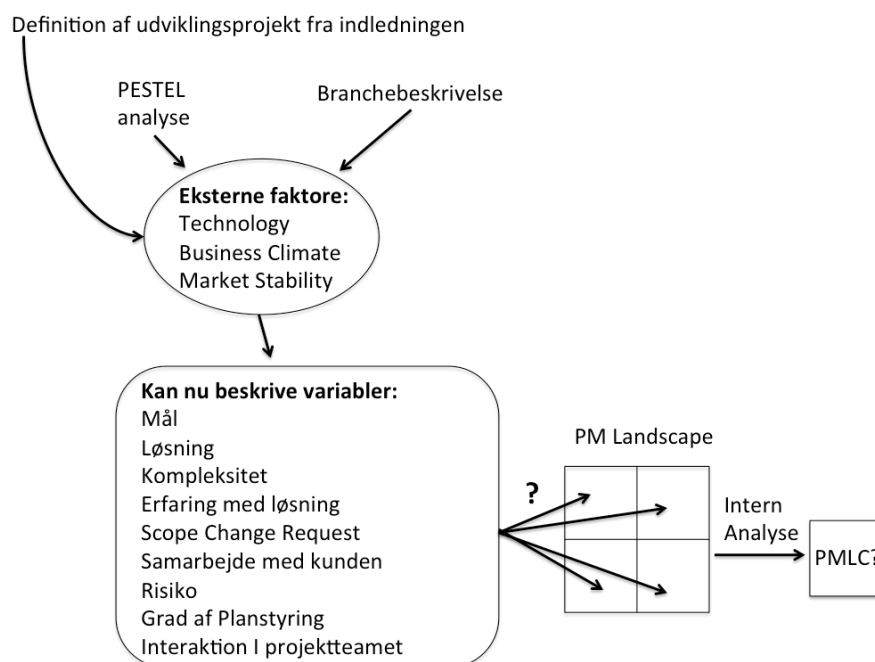 Definition af udviklingsprojekt fra indledningen
PESTEL
analyse
Branchebeskrivelse
Eksterne faktore:
Technology
Business Climate
Market Stability
Kan nu beskrive variabler:
Mål
Løsning
Kompleksitet
Erfaring med løsning
Scope Change Request
Samarbejde med kunden
Risiko
Grad af Planstyring
Interaktion I projektteamet
?
PM Landscape
Intern
Analyse
PMLC?